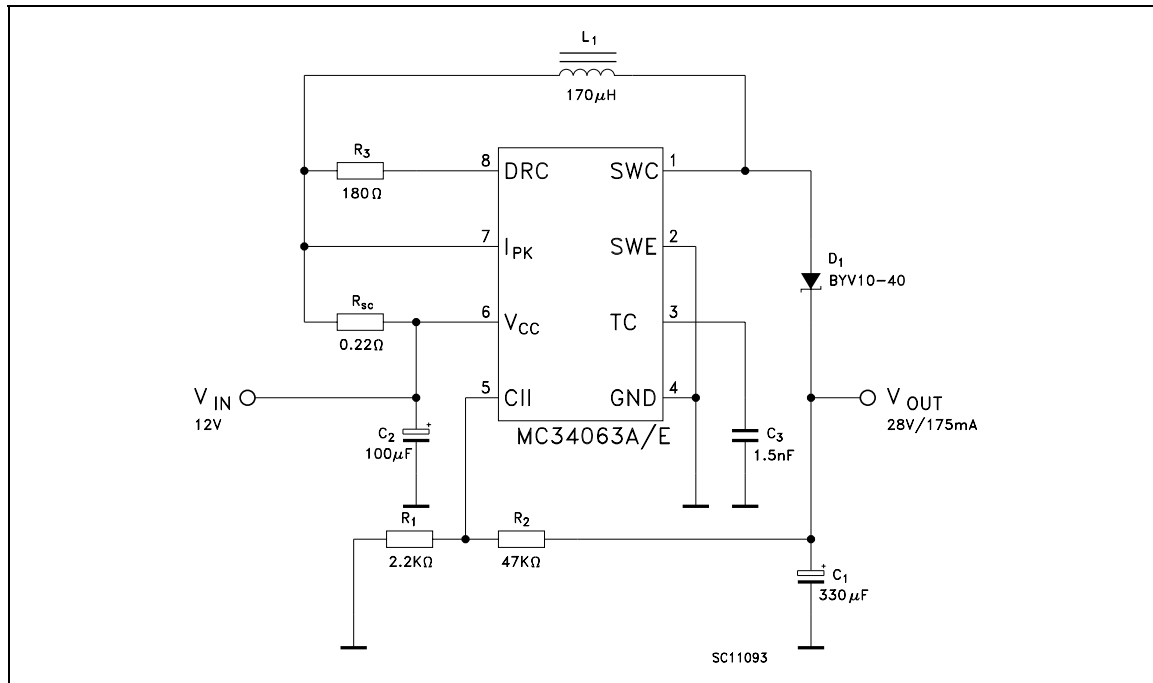 L1
170μH
R3
180Ω
8 DRC
SWC 1
7 IPK
SWE 2
D1
BYV10-40
Rsc
0.22Ω
6 VCC
TC 3
VIN
12V
5 CII
GND 4
VOUT
28V/175mA
MC34063A/E
C2
+
100μF
C3
1.5nF
R1
2.2KΩ
R2
47KΩ
+
C1
330μF
SC11093